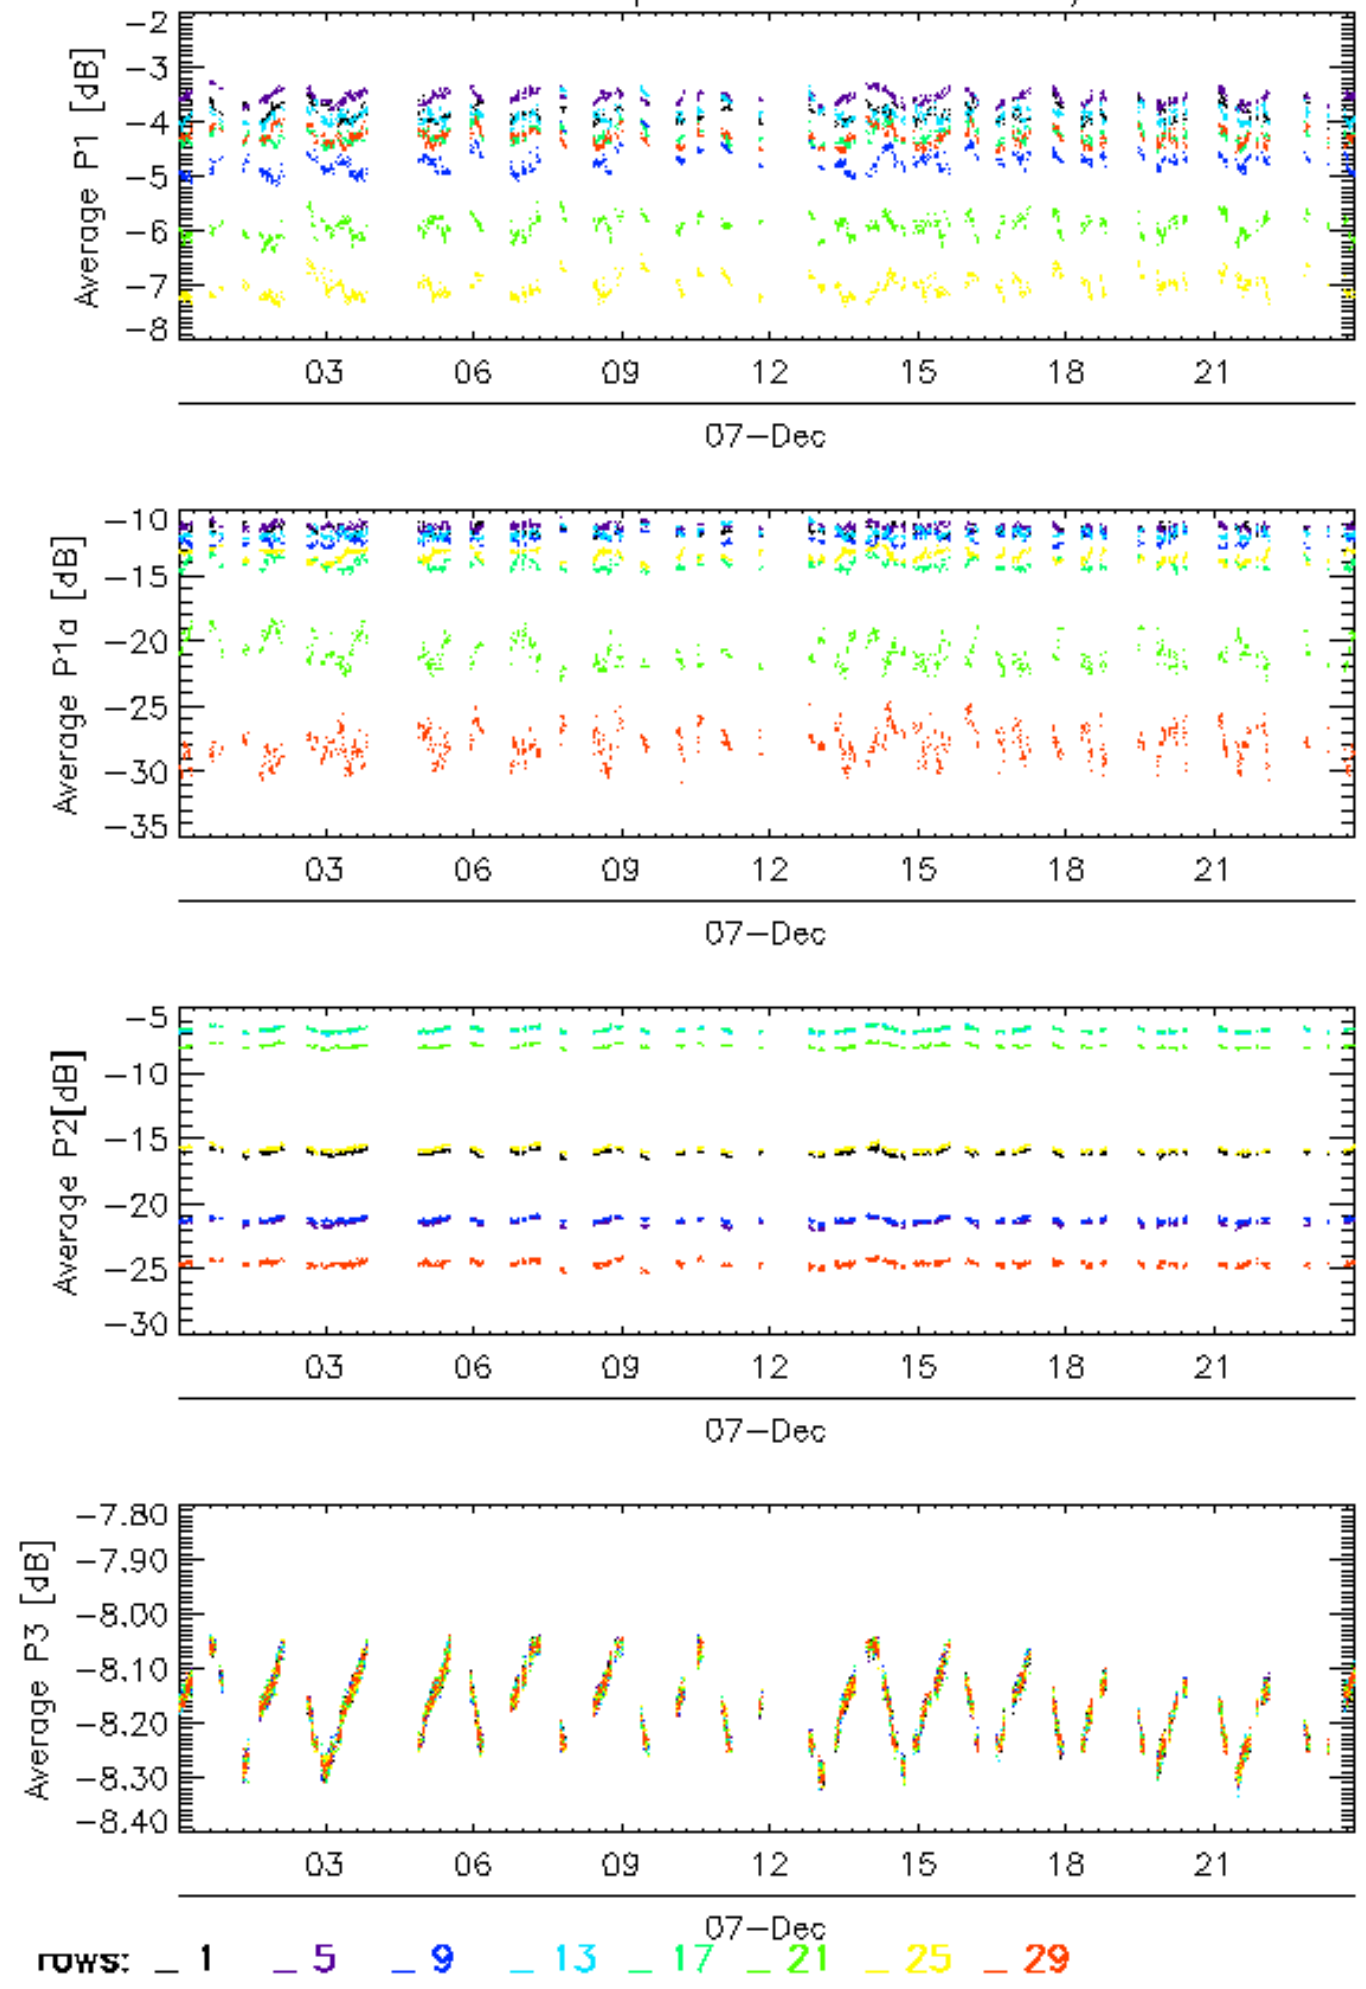 -2
-3
-4
-5
-6
-7
-8
Average P1 [dB]
03 06 09 12 15 18 21
07-Dec
-10
-15
-20
-25
-30
-35
Average P1a [dB]
03 06 09 12 15 18 21
07-Dec
-5
-10
-15
-20
-25
-30
Average P2[dB]
03 06 09 12 15 18 21
07-Dec
-7.80
-7.90
-8.00
-8.10
-8.20
-8.30
-8.40
Average P3 [dB]
03 06 09 12 15 18 21
07-Dec
rows: _ 1 _ 5 _ 9 _ 13 _ 17 _ 21 _ 25 _ 29